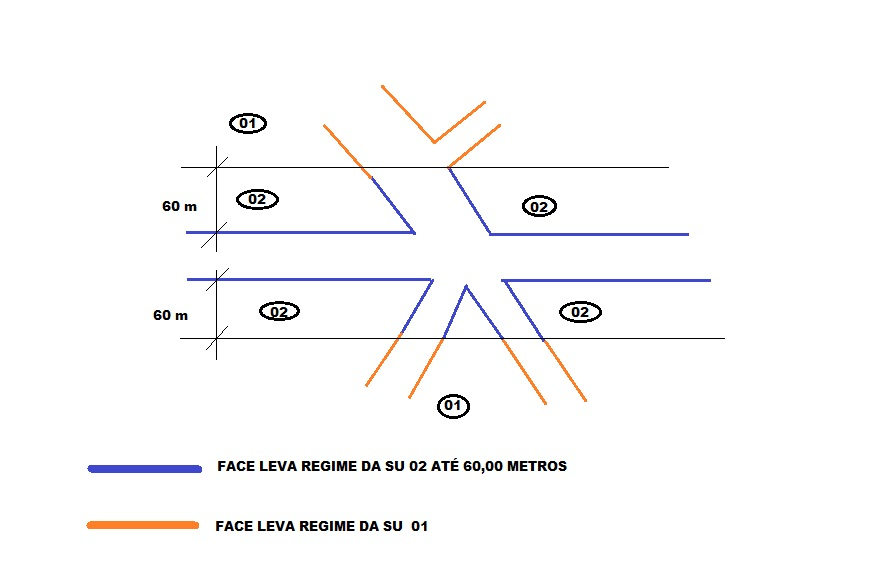 01
02
02
60 m
02
02
60 m
01
FACE LEVA REGIME DA SU 02 ATÉ 60,00 METROS
FACE LEVA REGIME DA SU 01